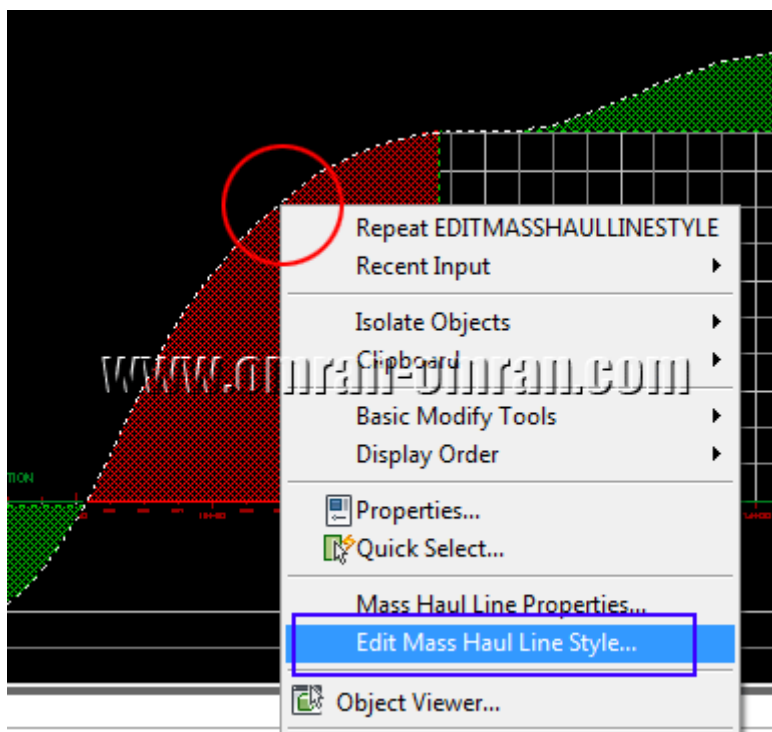 Repeat EDITMASSHAULLINESTYLE
Recent Input
Isolate Objects
Clipboard
www.omran-omran.com
Basic Modify Tools
Display Order
TION
Properties...
Quick Select...
Mass Haul Line Properties...
Edit Mass Haul Line Style...
Object Viewer...